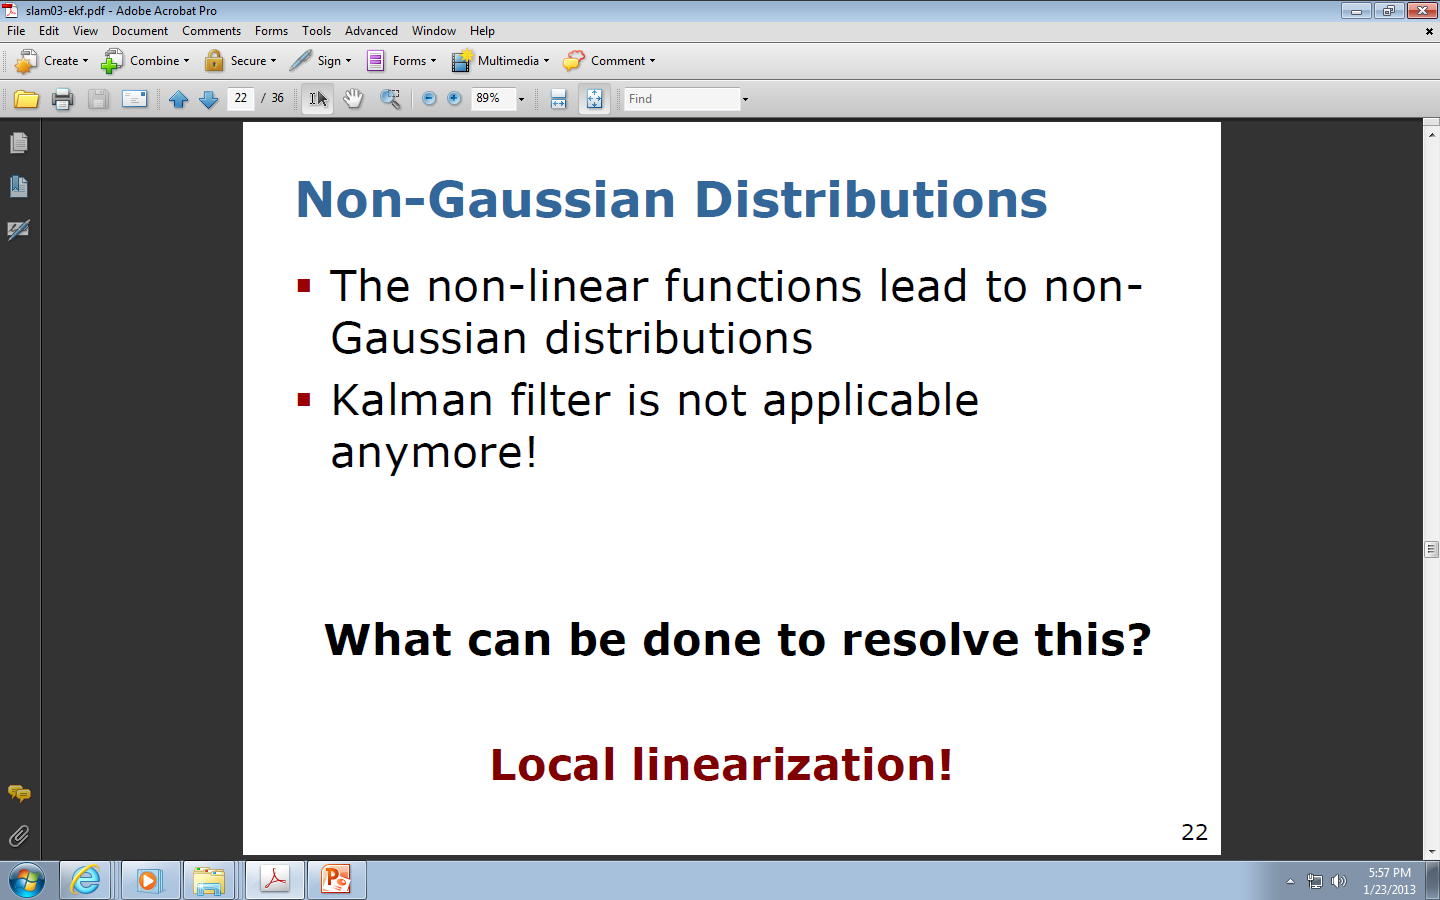 slam03-ekf.pdf - Adobe Acrobat Pro
File Edit View Document Comments Forms Tools Advanced Window Help
Create Combine Secure Sign Forms Multimedia Comment
22 / 36 89% Find
Non-Gaussian Distributions
The non-linear functions lead to non-
Gaussian distributions
Kalman filter is not applicable
anymore!
What can be done to resolve this?
Local linearization!
22
5:57 PM
1/23/2013